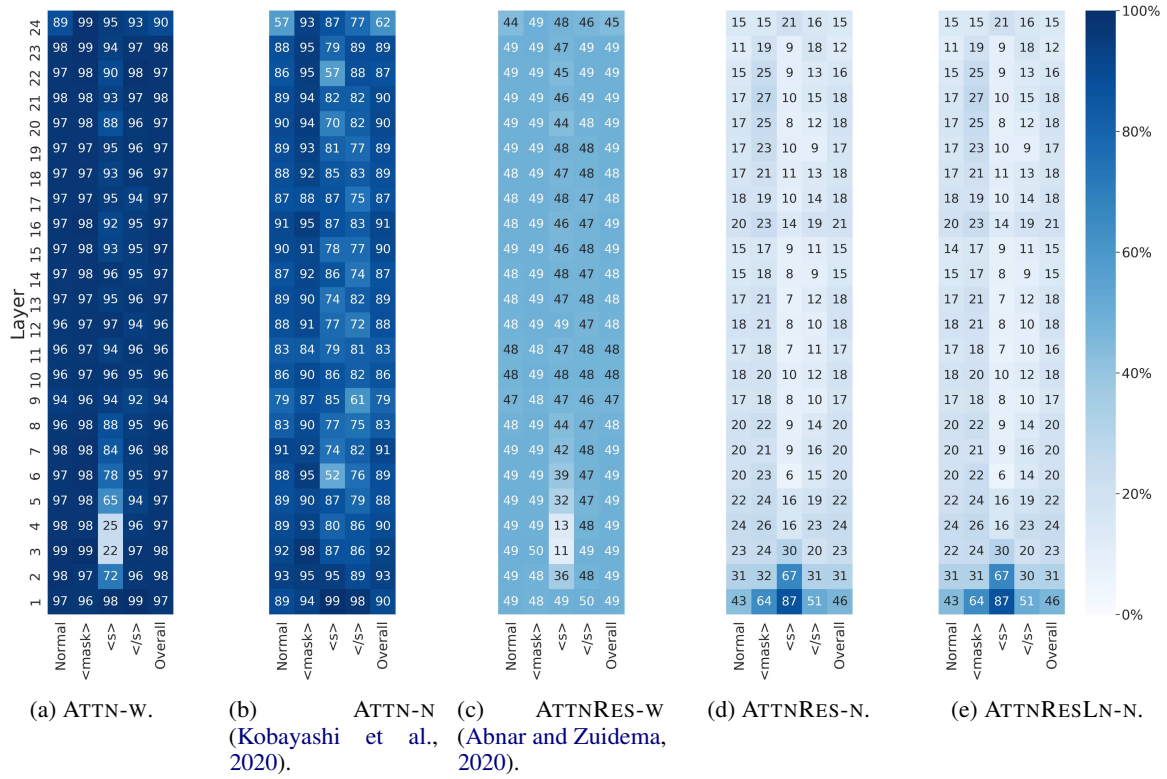 24 89 98 95 93 90 57 93 87 77 62 44 49 48 46 45 15 15 21 16 15 15 15 21 16 15 100%
23 98 99 94 97 98 88 95 79 89 89 49 49 47 49 49 11 19 9 18 12 11 19 9 18 12
22 97 98 90 98 97 86 95 57 88 87 49 49 45 49 49 15 25 9 13 16 15 25 9 13 16
21 98 98 93 97 98 89 94 82 82 90 49 49 46 49 49 17 27 10 15 18 17 27 10 15 18
20 97 98 88 96 97 90 94 70 82 90 49 49 44 49 49 17 25 8 12 18 17 25 8 12 18 80%
19 97 97 95 96 97 89 93 81 77 89 49 49 48 48 49 17 23 10 9 17 17 23 10 9 17
18 97 97 93 96 97 88 92 85 83 89 49 49 47 48 49 17 21 11 13 18 17 21 11 13 18
17 97 97 95 94 97 87 88 87 75 87 49 49 48 47 49 18 19 10 14 18 18 19 10 14 18
16 97 98 92 95 97 91 95 87 83 91 49 49 46 47 49 20 23 14 19 21 20 23 14 19 21
15 97 98 93 95 97 90 91 78 77 90 49 49 46 48 49 15 17 9 11 15 14 17 9 11 15 60%
14 97 98 96 95 97 87 92 86 74 87 48 49 48 47 48 15 18 8 9 15 15 17 8 9 15
13 97 97 95 96 97 89 90 74 82 89 48 49 47 48 48 17 21 7 12 18 17 21 7 12 18
Layer
12 96 97 97 94 96 88 91 77 72 88 48 49 49 47 48 18 21 8 10 18 18 21 8 10 18
11 96 97 94 96 96 83 84 79 81 83 48 48 47 48 48 17 18 7 11 17 17 18 7 10 16
10 96 97 96 95 96 86 90 86 82 86 48 49 48 48 48 18 20 10 12 18 18 20 10 12 18 40%
9 94 96 94 92 94 79 87 85 61 79 47 48 47 46 47 17 18 8 10 17 17 18 8 10 17
8 96 98 88 95 96 83 90 77 75 83 48 49 44 47 48 20 22 9 14 20 20 22 9 14 20
7 98 98 84 96 98 91 92 74 82 91 49 49 42 48 49 20 21 9 16 20 20 21 9 16 20
6 97 98 78 95 97 88 95 52 76 89 49 49 39 47 49 20 23 6 15 20 20 22 6 14 20
5 97 98 65 94 97 89 90 87 79 88 49 49 32 47 49 22 24 16 19 22 22 24 16 19 22 20%
4 98 98 25 96 97 89 93 80 86 90 49 49 13 48 49 24 26 16 23 24 24 26 16 23 24
3 99 99 22 97 98 92 98 87 86 92 49 50 11 49 49 23 24 30 20 23 22 24 30 20 23
2 98 97 72 96 98 93 95 95 89 93 49 48 36 48 49 31 32 67 31 31 31 31 67 30 31
1 97 96 98 99 97 89 94 99 98 90 49 48 49 50 49 43 64 87 51 46 43 64 87 51 46 0%
Normal <mask> <s> </s> Overall Normal <mask> <s> </s> Overall Normal <mask> <s> </s> Overall Normal <mask> <s> </s> Overall Normal <mask> <s> </s> Overall
(a) ATTN-W. (b) ATTN-N (c) ATTNRES-W (d) ATTNRES-N. (e) ATTNRESLN-N.
(Kobayashi et al., (Abnar and Zuidema,
2020). 2020).